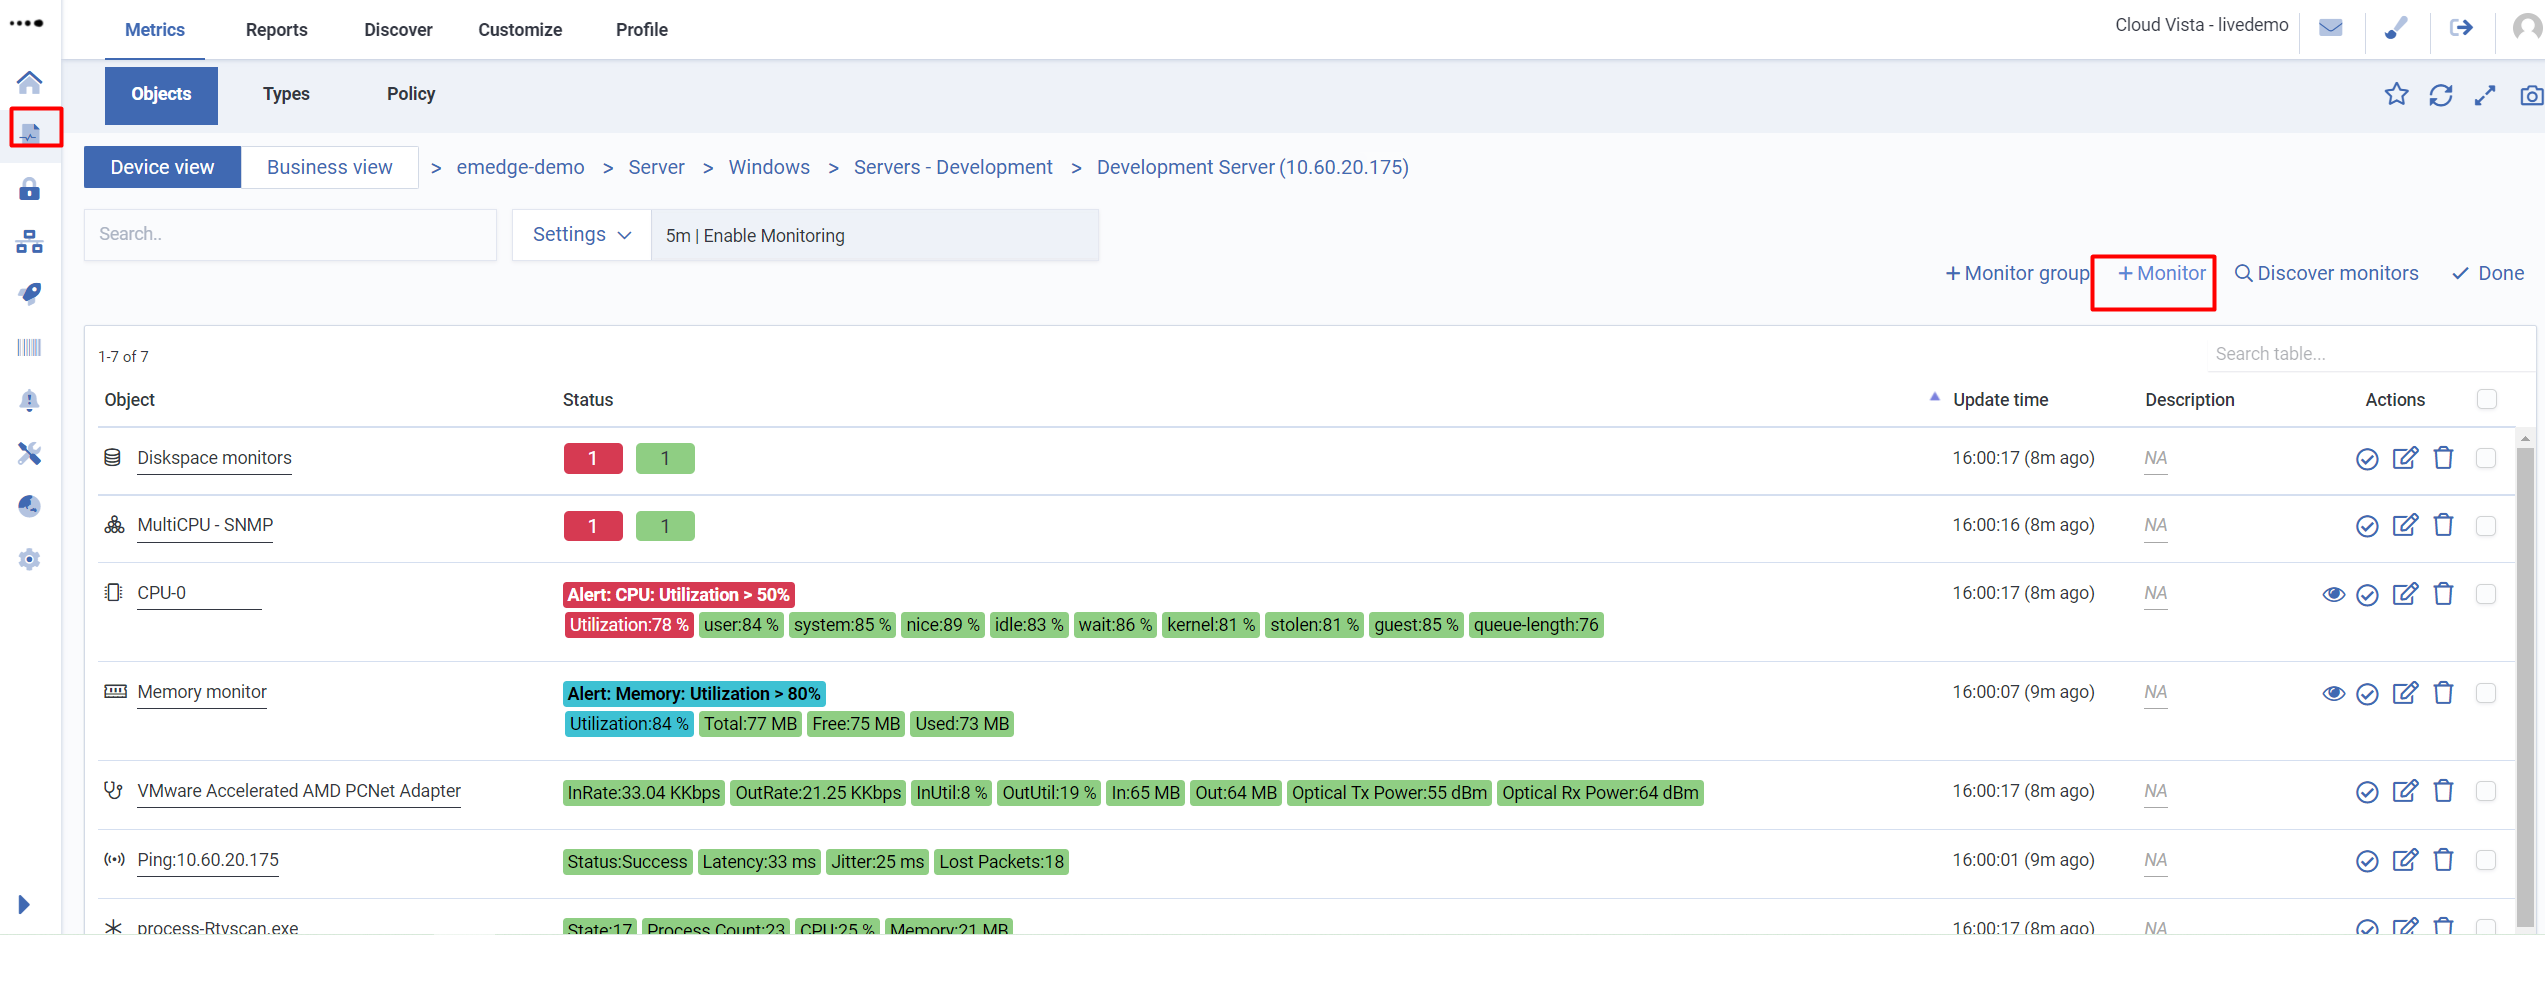 Metrics Reports Discover Customize Profile Cloud Vista - livedemo
Objects Types Policy
Device view Business view > emedge-demo > Server > Windows > Servers - Development > Development Server (10.60.20.175)
Search.. Settings 5m | Enable Monitoring
+ Monitor group + Monitor Discover monitors Done
1-7 of 7 Search table...
Object Status Update time Description Actions
Diskspace monitors 1 1 16:00:17 (8m ago) NA
MultiCPU - SNMP 1 1 16:00:16 (8m ago) NA
CPU-0 Alert: CPU: Utilization > 50% 16:00:17 (8m ago) NA
Utilization:78 % user:84 % system:85 % nice:89 % idle:83 % wait:86 % kernel:81 % stolen:81 % guest:85 % queue-length:76
Memory monitor Alert: Memory: Utilization > 80% 16:00:07 (9m ago) NA
Utilization:84 % Total:77 MB Free:75 MB Used:73 MB
VMware Accelerated AMD PCNet Adapter InRate:33.04 KKbps OutRate:21.25 KKbps InUtil:8 % OutUtil:19 % In:65 MB Out:64 MB Optical Tx Power:55 dBm Optical Rx Power:64 dBm 16:00:17 (8m ago) NA
Ping:10.60.20.175 Status:Success Latency:33 ms Jitter:25 ms Lost Packets:18 16:00:01 (9m ago) NA
process-Rtvscan.exe State:17 Process Count:23 CPU:25 % Memory:21 MB 16:00:17 (8m ago) NA